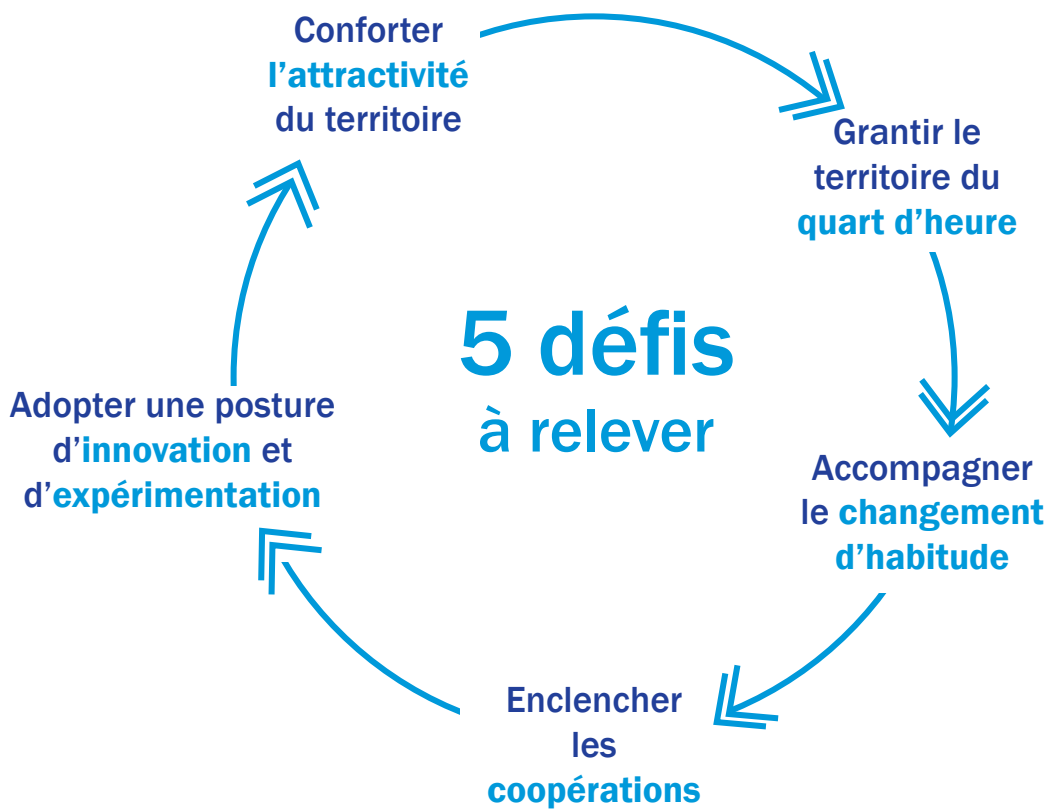 Conforter
l’attractivité
du territoire
Grantir le
territoire du
quart d’heure
5 défis
à relever
Accompagner
le changement
d’habitude
Enclencher
les
coopérations
Adopter une posture
d’innovation et
d’expérimentation